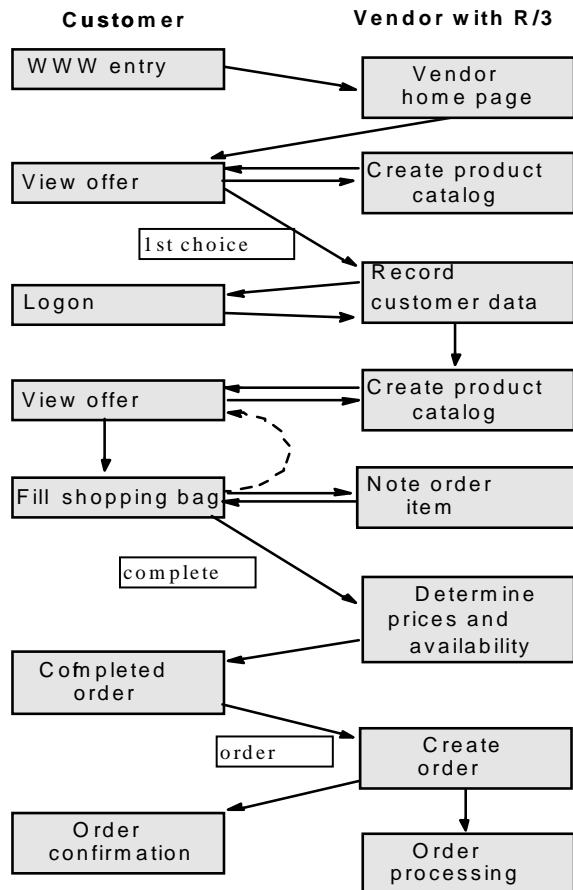 Customer
Vendor with R/3
WWW entry
Vendor
home page
View offer
Create product
catalog
1st choice
Record
customer data
Logon
View offer
Create product
catalog
Fill shopping bag
Note order
item
complete
Determine
prices and
availability
Completed
order
order
Create
order
Order
confirmation
Order
processing